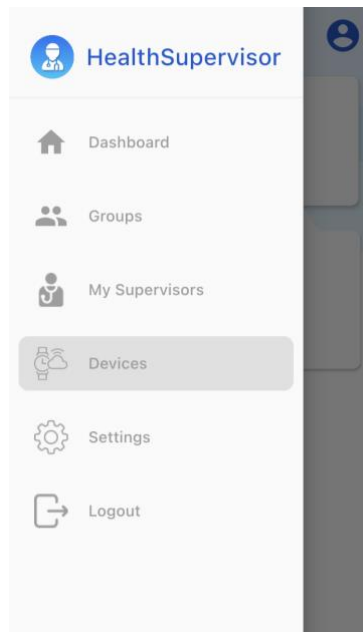 HealthSupervisor
Dashboard
Groups
My Supervisors
Devices
Settings
Logout